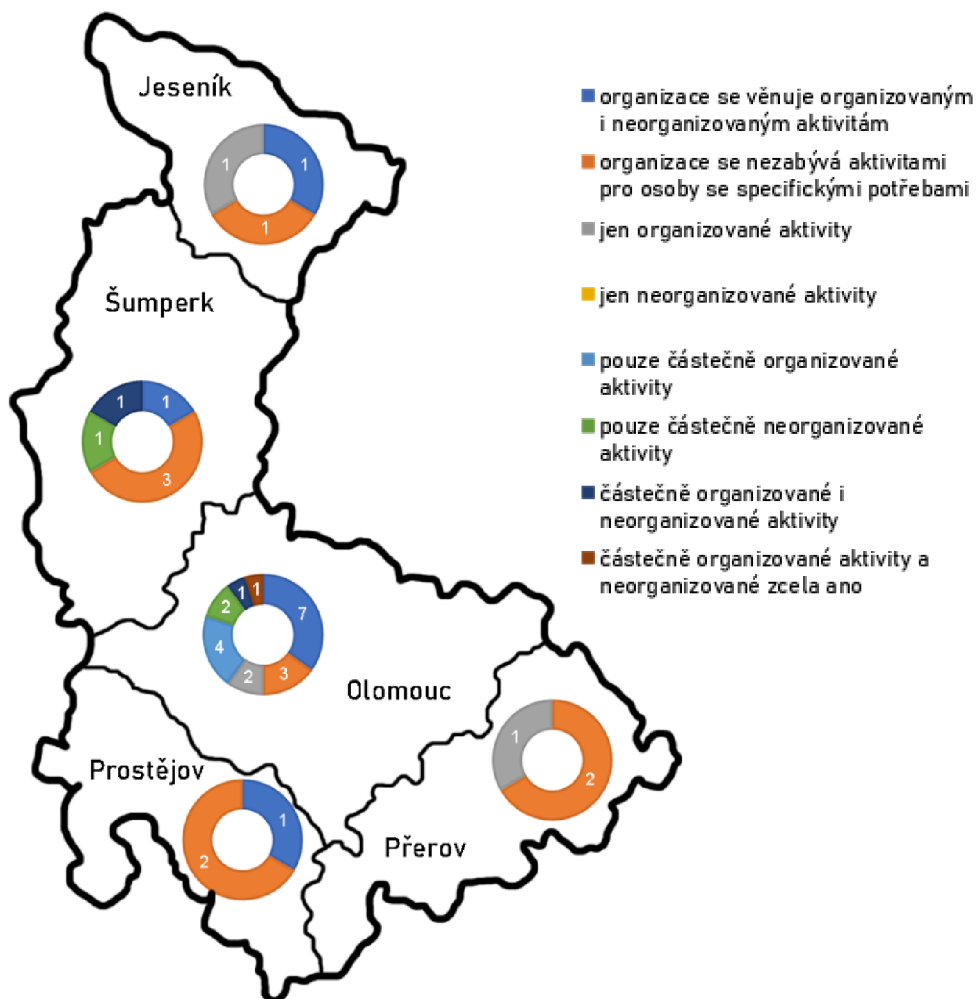 Jeseník
1
1
1
Šumperk
1
1
1
3
1
1
2
7
4
2
3
Olomouc
1
2
Prostějov
1
2
Přerov
organizace se věnuje organizovaným
i neorganizovaným aktivitám
organizace se nezabývá aktivitami
pro osoby se specifickými potřebami
jen organizované aktivity
jen neorganizované aktivity
pouze částečně organizované
aktivity
pouze částečně neorganizované
aktivity
částečně organizované i
neorganizované aktivity
částečně organizované aktivity a
neorganizované zcela ano